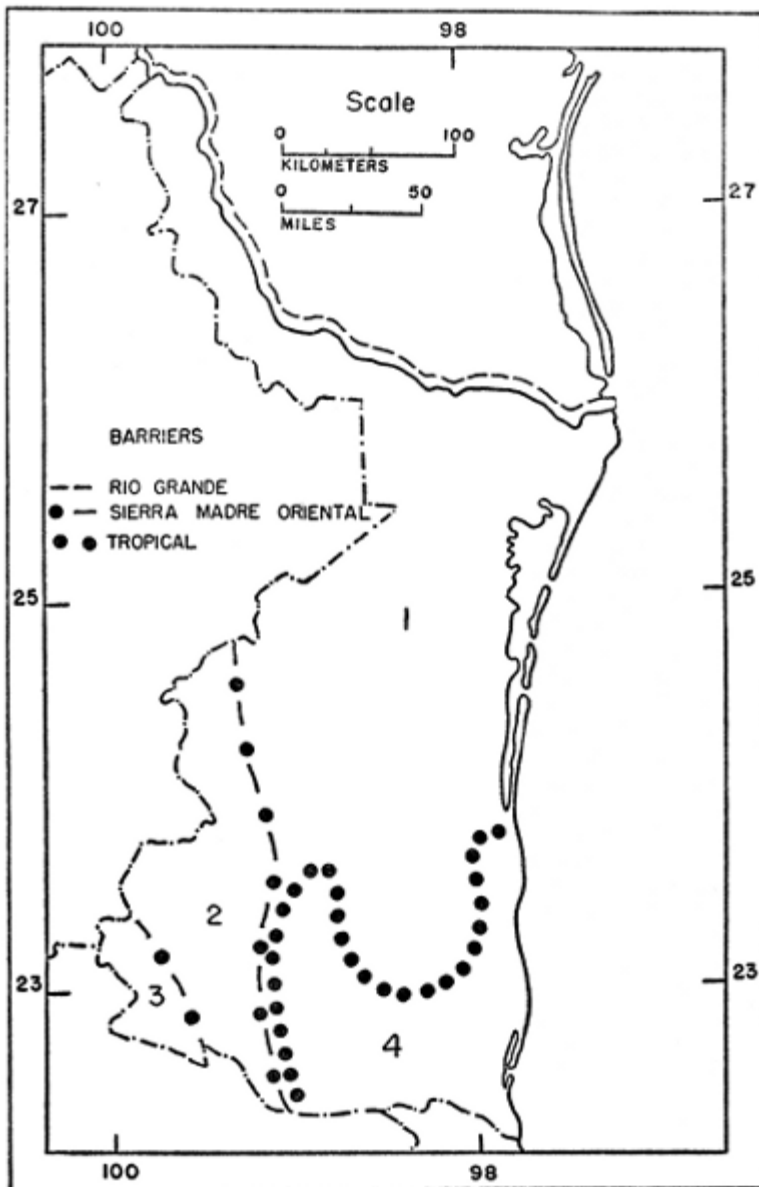 100 98
Scale
0 100
KILOMETERS
0 50
MILES
27 27
BARRIERS
RIO GRANDE
SIERRA MADRE ORIENTAL
TROPICAL
25 25
1
2
3
23 23
4
100 98